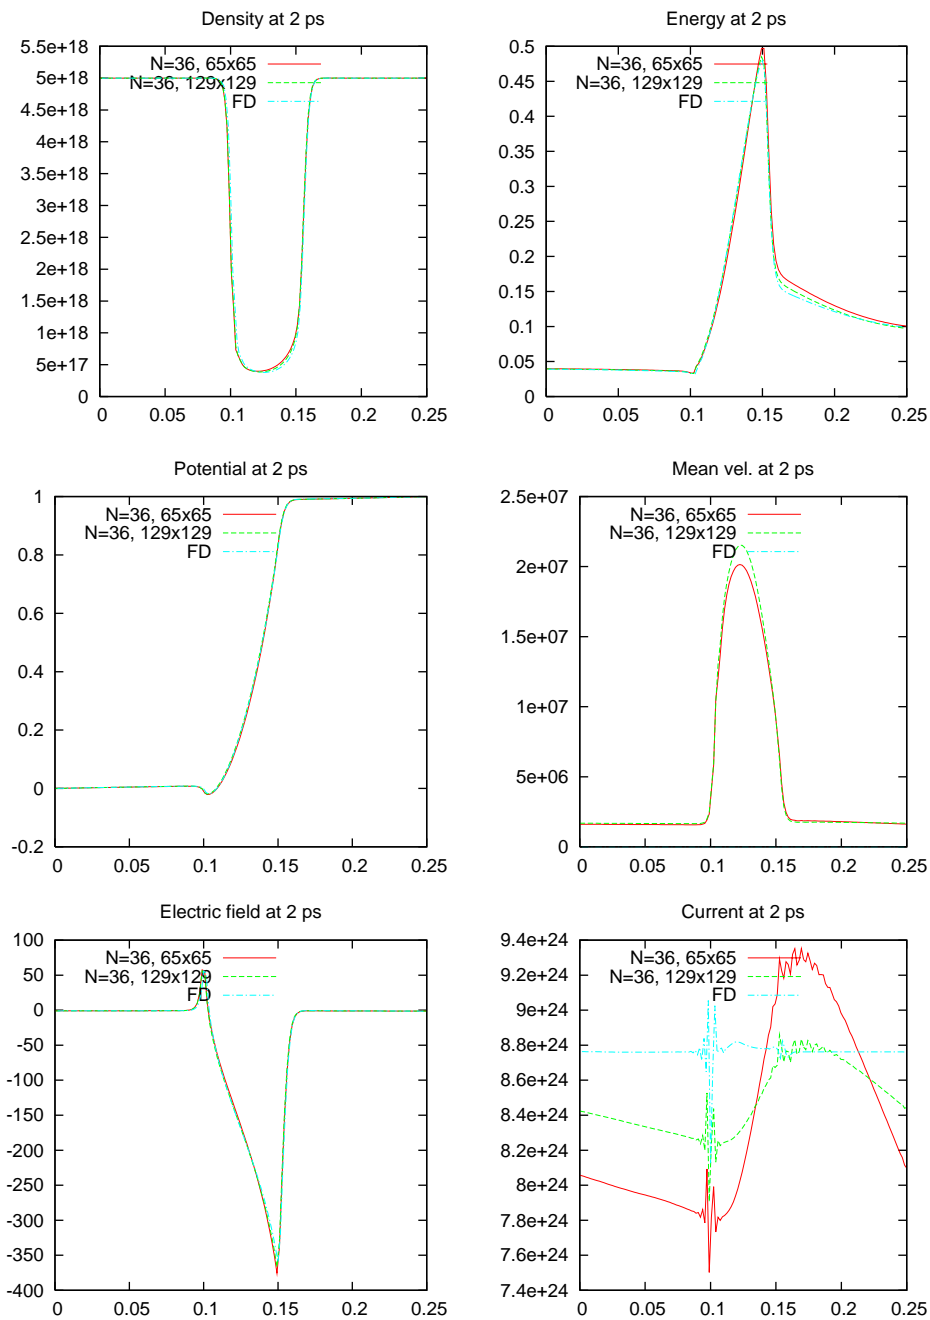 Density at 2 ps
5.5e+18
5e+18
4.5e+18
4e+18
3.5e+18
3e+18
2.5e+18
2e+18
1.5e+18
1e+18
5e+17
0
0 0.05 0.1 0.15 0.2 0.25
N=36, 65x65
N=36, 129x129
FD
Energy at 2 ps
0.5
0.45
0.4
0.35
0.3
0.25
0.2
0.15
0.1
0.05
0
0 0.05 0.1 0.15 0.2 0.25
N=36, 65x65
N=36, 129x129
FD
Potential at 2 ps
1
0.8
0.6
0.4
0.2
0
-0.2
0 0.05 0.1 0.15 0.2 0.25
N=36, 65x65
N=36, 129x129
FD
Mean vel. at 2 ps
2.5e+07
2e+07
1.5e+07
1e+07
5e+06
0
0 0.05 0.1 0.15 0.2 0.25
N=36, 65x65
N=36, 129x129
FD
Electric field at 2 ps
100
50
0
-50
-100
-150
-200
-250
-300
-350
-400
0 0.05 0.1 0.15 0.2 0.25
N=36, 65x65
N=36, 129x129
FD
Current at 2 ps
9.4e+24
9.2e+24
9e+24
8.8e+24
8.6e+24
8.4e+24
8.2e+24
8e+24
7.8e+24
7.6e+24
7.4e+24
0 0.05 0.1 0.15 0.2 0.25
N=36, 65x65
N=36, 129x129
FD